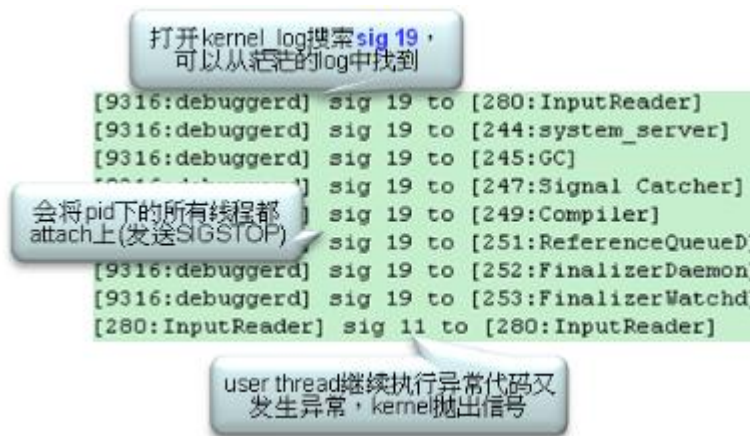 打开kernel_log搜索sig 19，
可以从茫茫的log中找到
[9316:debuggerd] sig 19 to [280:InputReader]
[9316:debuggerd] sig 19 to [244:system_server]
[9316:debuggerd] sig 19 to [245:GC]
sig 19 to [247:Signal Catcher]
会将pid下的所有线程都
attach上(发送SIGSTOP)
sig 19 to [249:Compiler]
sig 19 to [251:ReferenceQueueD
[9316:debuggerd] sig 19 to [252:FinalizerDaemon
[9316:debuggerd] sig 19 to [253:FinalizerWatchd
[280:InputReader] sig 11 to [280:InputReader]
user thread继续执行异常代码又
发生异常，kernel抛出信号